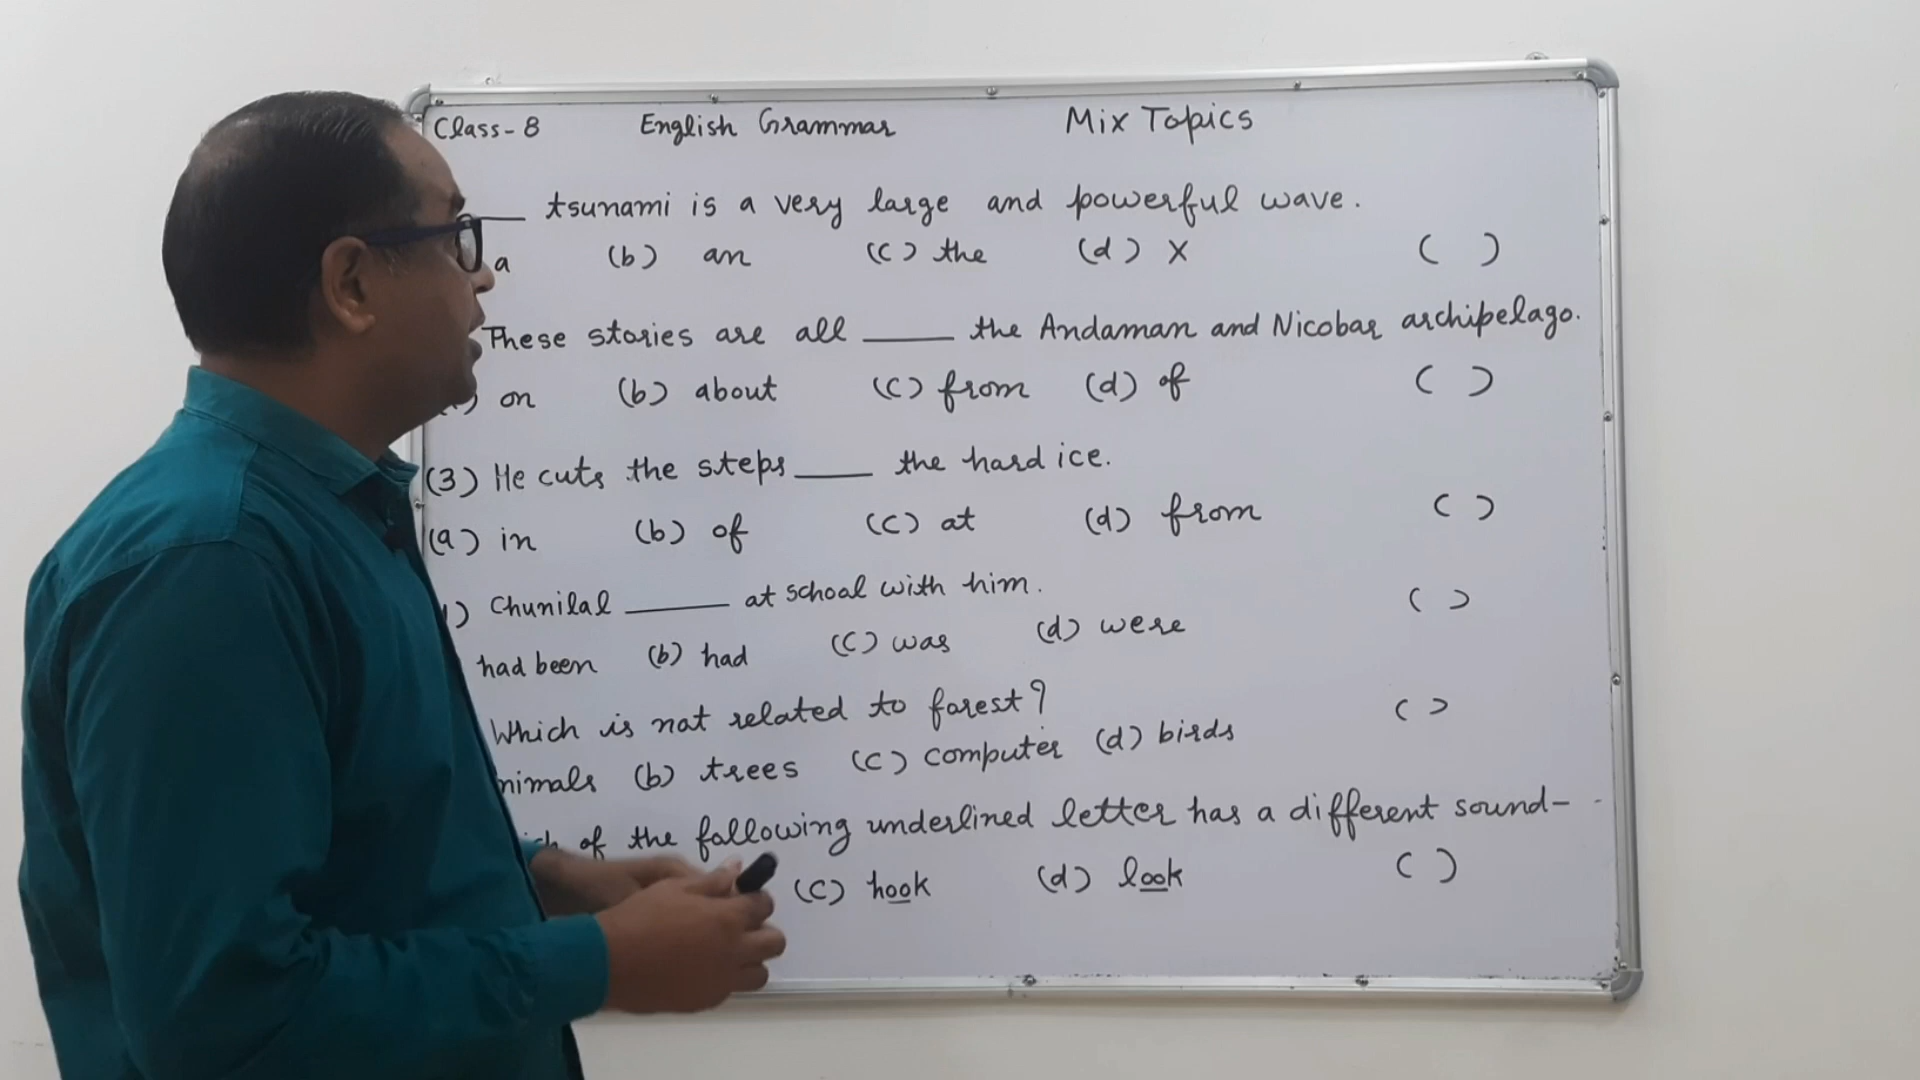 Class-8 English Grammar Mix Topics
___ tsunami is a very large and powerful wave.
a (b) an (c) the (d) X ( )
These stories are all ____ the Andaman and Nicobar archipelago.
on (b) about (c) from (d) of ( )
(3) He cuts the steps ____ the hard ice.
(a) in (b) of (c) at (d) from ( )
) Chunilal _____ at school with him. ( )
had been (b) had (c) was (d) were
Which is not related to forest? ( )
nimals (b) trees (c) computer (d) birds
of the following underlined letter has a different sound-
(c) hook (d) look ( )